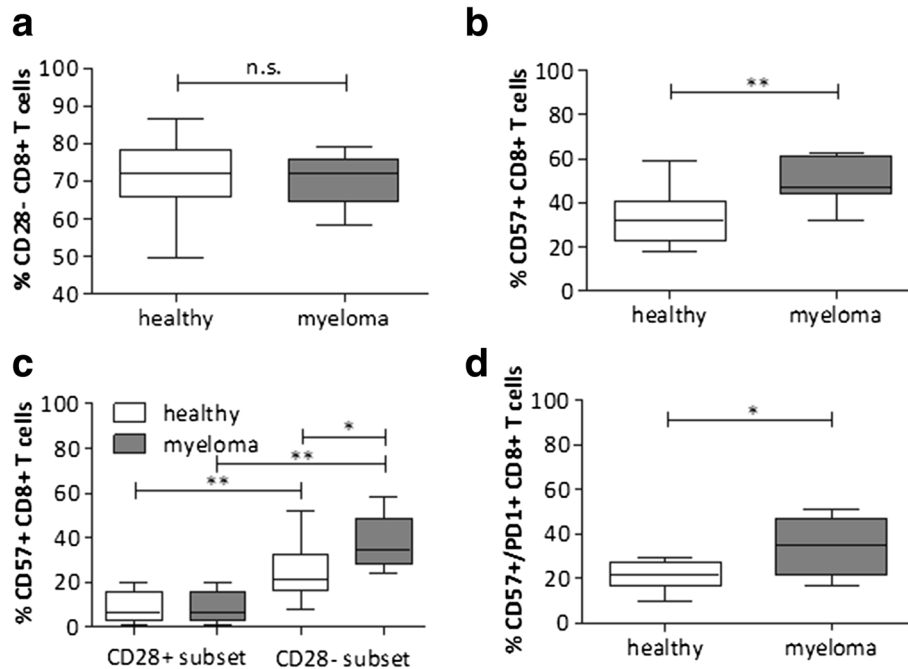 a
% CD28- CD8+ T cells
100
90
80
70
60
50
40
n.s.
healthy myeloma
b
% CD57+ CD8+ T cells
100
80
60
40
20
0
**
healthy myeloma
c
% CD57+ CD8+ T cells
100
80
60
40
20
0
healthy
myeloma
*
**
**
CD28+ subset CD28- subset
d
% CD57+/PD1+ CD8+ T cells
100
80
60
40
20
0
*
healthy myeloma